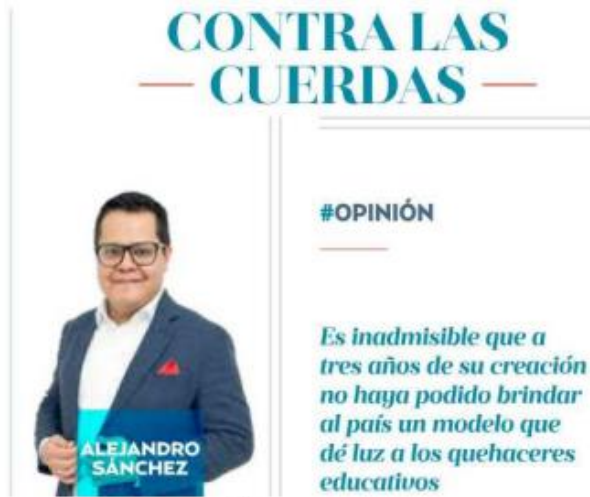 CONTRA LAS
CUERDAS
#OPINIÓN
Es inadmisible que a
tres años de su creación
no haya podido brindar
al país un modelo que
dé luz a los quehaceres
educativos
ALEJANDRO
SÁNCHEZ